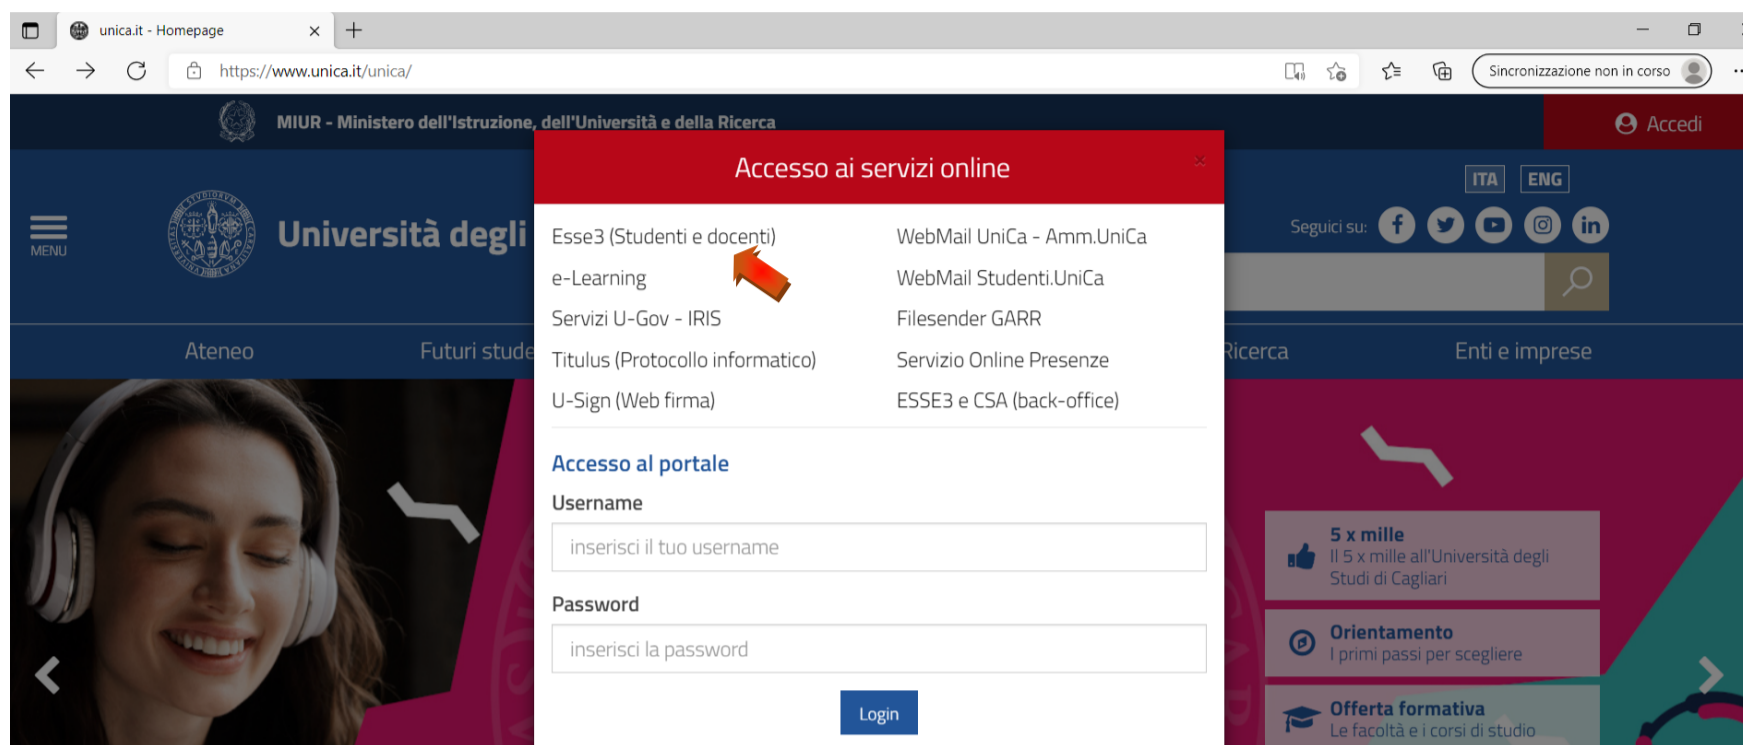 unica.it - Homepage
https://www.unica.it/unica/
Sincronizzazione non in corso
MIUR - Ministero dell'Istruzione, dell'Università e della Ricerca
Accedi
Accesso ai servizi online
ITA ENG
MENU
Università degli
Seguici su:
Esse3 (Studenti e docenti)
WebMail UniCa - Amm.UniCa
e-Learning
WebMail Studenti.UniCa
Servizi U-Gov - IRIS
Filesender GARR
Titulus (Protocollo informatico)
Servizio Online Presenze
U-Sign (Web firma)
ESSE3 e CSA (back-office)
Ateneo
Futuri stude
Ricerca
Enti e imprese
Accesso al portale
Username
inserisci il tuo username
Password
inserisci la password
Login
5 x mille
Il 5 x mille all'Università degli
Studi di Cagliari
Orientamento
I primi passi per scegliere
Offerta formativa
Le facoltà e i corsi di studio